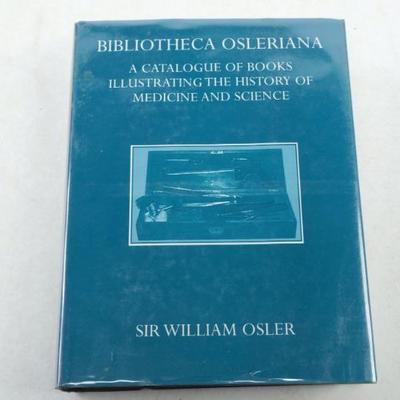 BIBLIOTHECA OSLERIANA
A CATALOGUE OF BOOKS
ILLUSTRATING THE HISTORY OF
MEDICINE AND SCIENCE
SIR WILLIAM OSLER